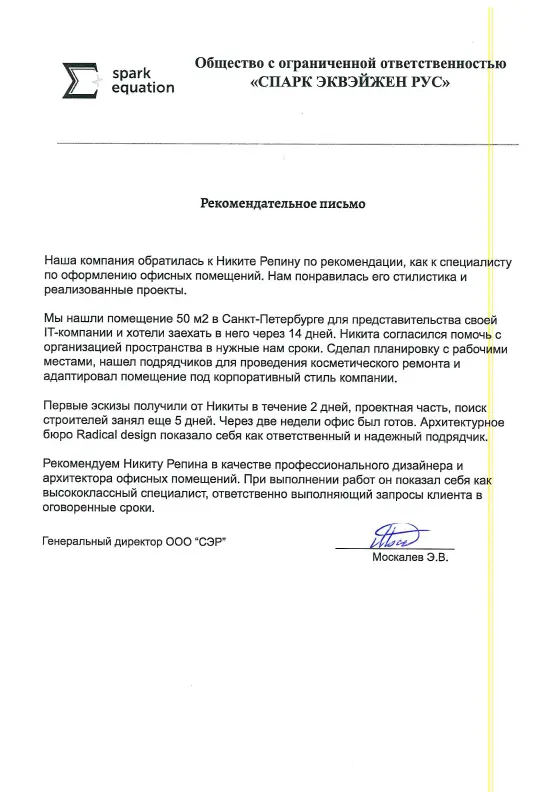 spark
equation
Общество с ограниченной ответственностью
«СПАРК ЭКВЭЙЖЕН РУС»
Рекомендательное письмо
Наша компания обратилась к Никите Репину по рекомендации, как к специалисту
по оформлению офисных помещений. Нам понравилась его стилистика и
реализованные проекты.
Мы нашли помещение 50 м2 в Санкт-Петербурге для представительства своей
IT-компании и хотели заехать в него через 14 дней. Никита согласился помочь с
организацией пространства в нужные нам сроки. Сделал планировку с рабочими
местами, нашел подрядчиков для проведения косметического ремонта и
адаптировал помещение под корпоративный стиль компании.
Первые эскизы получили от Никиты в течение 2 дней, проектная часть, поиск
строителей занял еще 5 дней. Через две недели офис был готов. Архитектурное
бюро Radical design показало себя как ответственный и надежный подрядчик.
Рекомендуем Никиту Репина в качестве профессионального дизайнера и
архитектора офисных помещений. При выполнении работ он показал себя как
высококлассный специалист, ответственно выполняющий запросы клиента в
оговоренные сроки.
Генеральный директор ООО “СЭР”
Москалев Э.В.